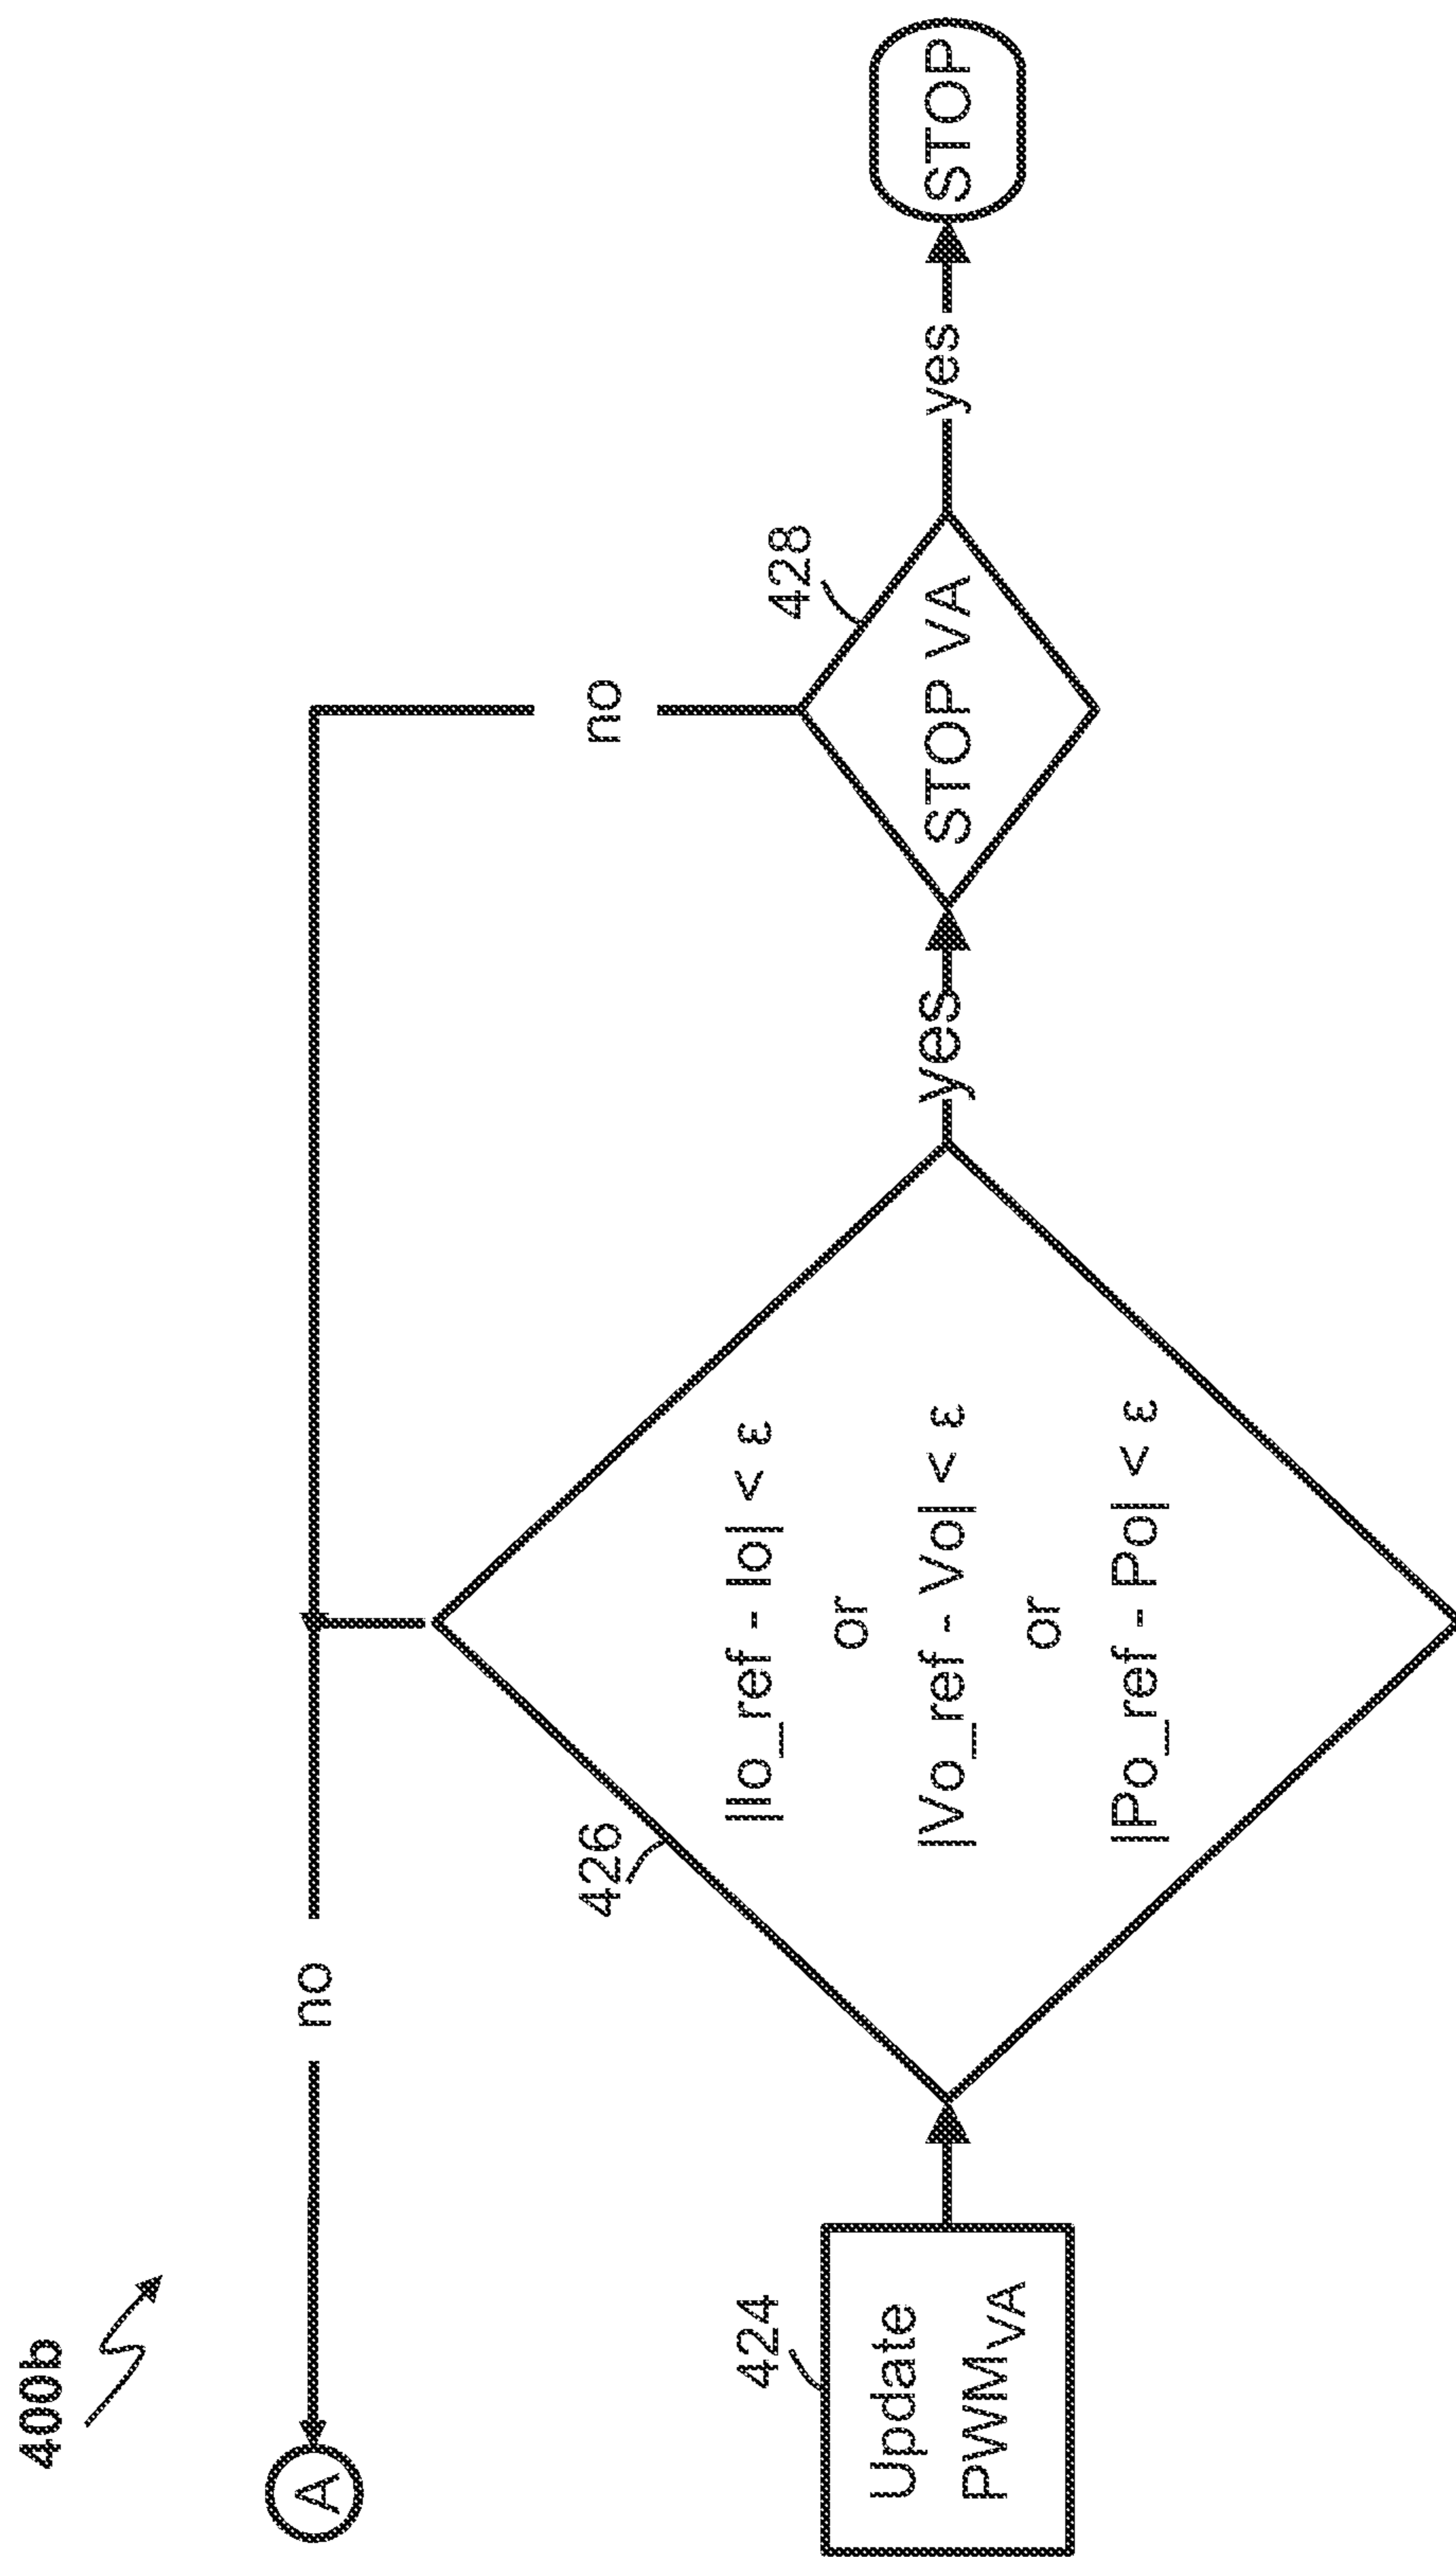 400b
A
no
no
424
Update
PWMVA
426
|Io_ref - Io| < ε
or
|Vo_ref - Vo| < ε
or
|Po_ref - Po| < ε
yes
428
STOP VA
yes
STOP